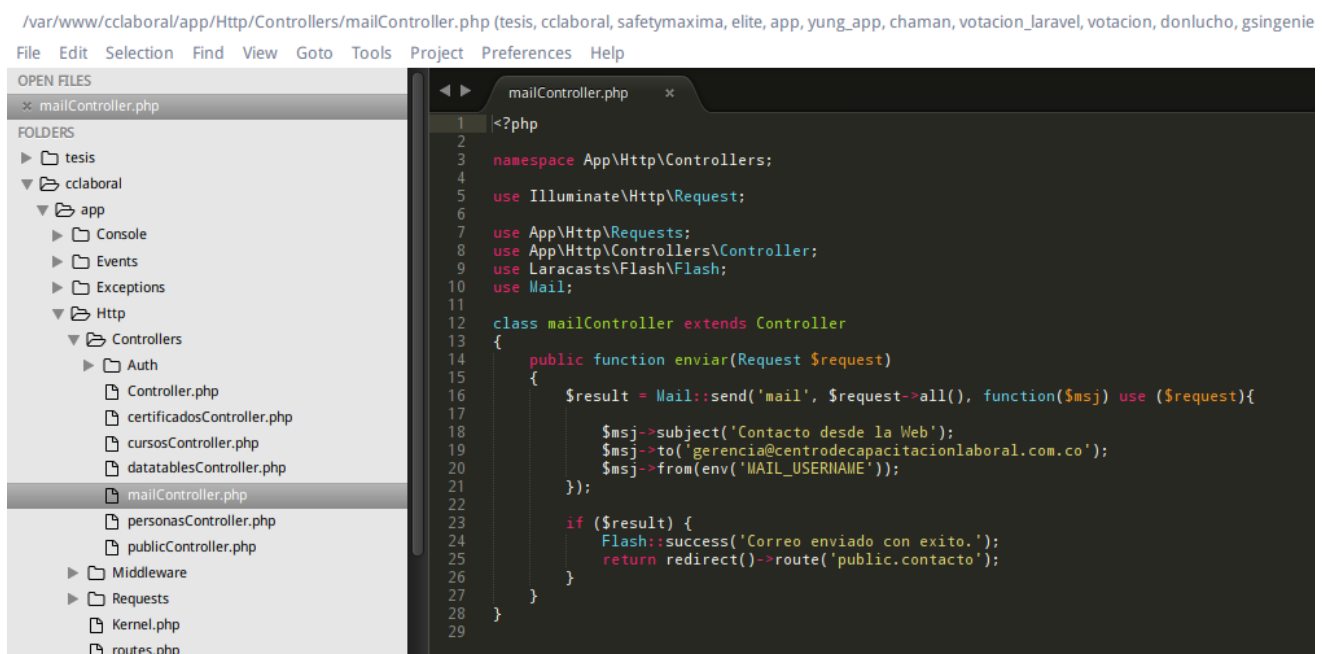 /var/www/cclaboral/app/Http/Controllers/mailController.php (tesis, cclaboral, safetymaxima, elite, app, yung_app, chaman, votacion_laravel, votacion, donlucho, gsingenie
File Edit Selection Find View Goto Tools Project Preferences Help
OPEN FILES
mailController.php
FOLDERS
tesis
cclaboral
app
Console
Events
Exceptions
Http
Controllers
Auth
Controller.php
certificadosController.php
cursosController.php
datatablesController.php
mailController.php
personasController.php
publicController.php
Middleware
Requests
Kernel.php
routes.php
mailController.php
1 <?php
2
3 namespace App\Http\Controllers;
4
5 use Illuminate\Http\Request;
6
7 use App\Http\Requests;
8 use App\Http\Controllers\Controller;
9 use Laracasts\Flash\Flash;
10 use Mail;
11
12 class mailController extends Controller
13 {
14     public function enviar(Request $request)
15     {
16         $result = Mail::send('mail', $request->all(), function($msj) use ($request){
17
18             $msj->subject('Contacto desde la Web');
19             $msj->to('gerencia@centrodecapacitacionlaboral.com.co');
20             $msj->from(env('MAIL_USERNAME'));
21         });
22
23         if ($result) {
24             Flash::success('Correo enviado con exito.');
25             return redirect()->route('public.contacto');
26         }
27     }
28 }
29